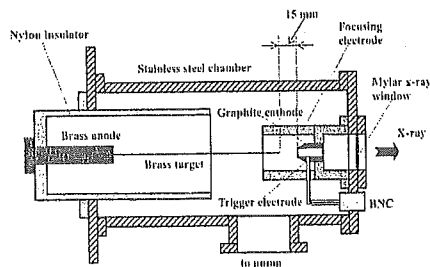 15 mm
Focusing
electrode
Nylon Insulator
Stainless steel chamber
Mylar x-ray
window
Graphite cathode
Brass anode
X-ray
Brass target
Trigger electrode
BNC
to pump